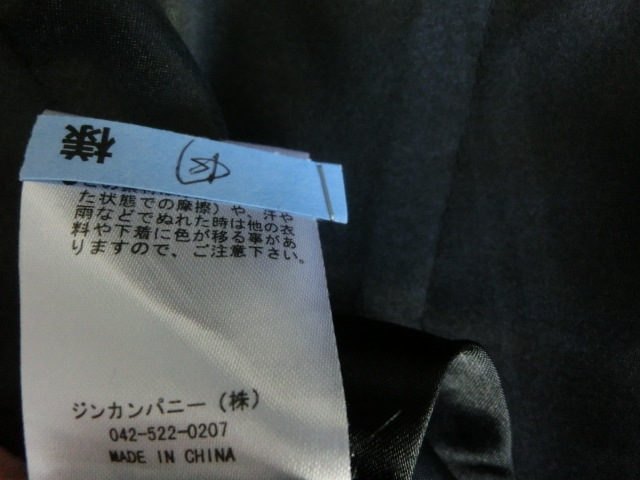 様
た状態での摩擦）や、汗や
雨などでぬれた時は他の衣
料や下着に色が移る事があ
りますので、ご注意下さい。
ジンカンパニー（株）
042-522-0207
MADE IN CHINA